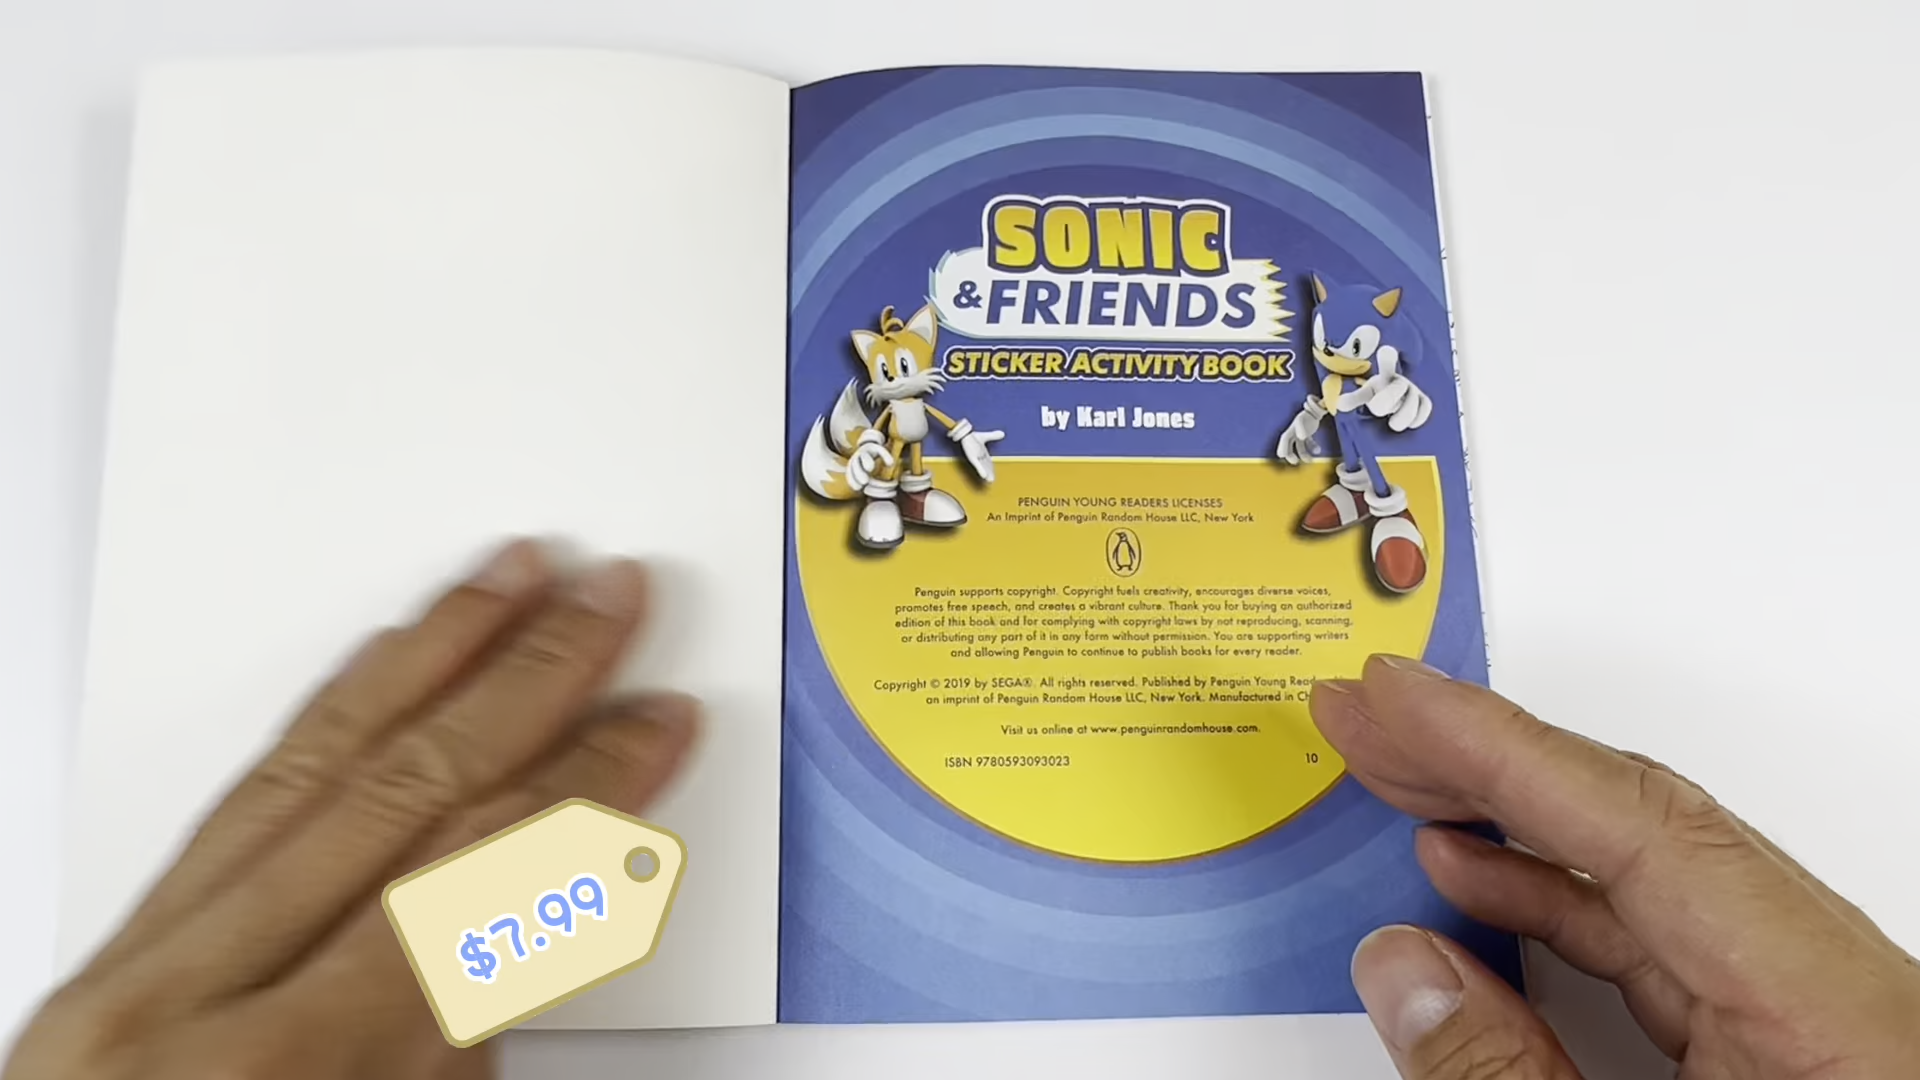 SONIC
& FRIENDS
STICKER ACTIVITY BOOK
by Karl Jones
PENGUIN YOUNG READERS LICENSES
An Imprint of Penguin Random House LLC, New York
Penguin supports copyright. Copyright fuels creativity, encourages diverse voices,
promotes free speech, and creates a vibrant culture. Thank you for buying an authorized
edition of this book and for complying with copyright laws by not reproducing, scanning,
or distributing any part of it in any form without permission. You are supporting writers
and allowing Penguin to continue to publish books for every reader.
Copyright © 2019 by SEGA®. All rights reserved. Published by Penguin Young
an imprint of Penguin Random House LLC, New York. Manufactured in
Visit us online at www.penguinrandomhouse.com.
ISBN 9780593093023 10
$7.99